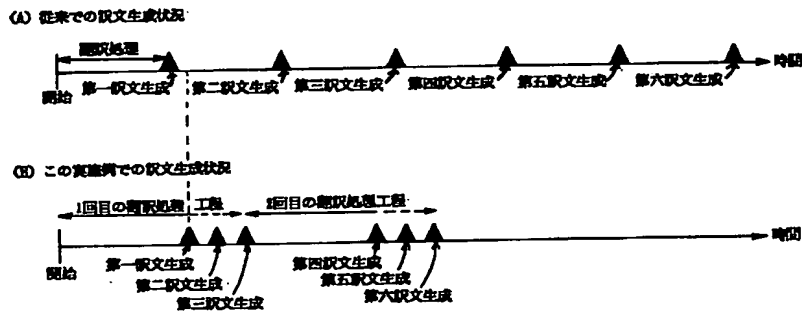 (A) 従来での訳文生成状況
翻訳処理
時間
開始
第一訳文生成
第二訳文生成
第三訳文生成
第四訳文生成
第五訳文生成
第六訳文生成
(B) この実施例での訳文生成状況
1回目の翻訳処理 工程
2回目の翻訳処理工程
時間
開始
第一訳文生成
第二訳文生成
第三訳文生成
第四訳文生成
第五訳文生成
第六訳文生成